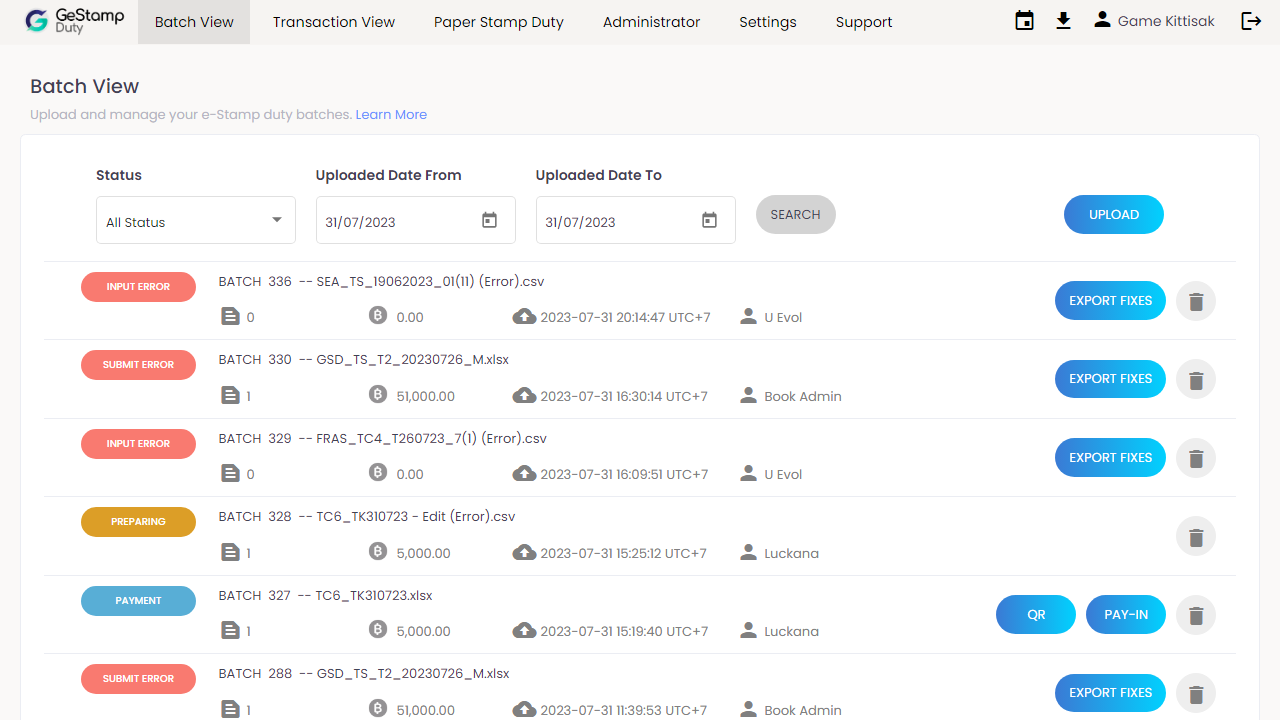 GeStamp
Duty
Batch View Transaction View Paper Stamp Duty Administrator Settings Support Game Kittisak
Batch View
Upload and manage your e-Stamp duty batches. Learn More
Status Uploaded Date From Uploaded Date To
All Status 31/07/2023 31/07/2023 SEARCH UPLOAD
INPUT ERROR BATCH 336 -- SEA_TS_19062023_01(11) (Error).csv
0 0.00 2023-07-31 20:14:47 UTC+7 U Evol EXPORT FIXES
SUBMIT ERROR BATCH 330 -- GSD_TS_T2_20230726_M.xlsx
1 51,000.00 2023-07-31 16:30:14 UTC+7 Book Admin EXPORT FIXES
INPUT ERROR BATCH 329 -- FRAS_TC4_T260723_7(1) (Error).csv
0 0.00 2023-07-31 16:09:51 UTC+7 U Evol EXPORT FIXES
PREPARING BATCH 328 -- TC6_TK310723 - Edit (Error).csv
1 5,000.00 2023-07-31 15:25:12 UTC+7 Luckana
PAYMENT BATCH 327 -- TC6_TK310723.xlsx
1 5,000.00 2023-07-31 15:19:40 UTC+7 Luckana QR PAY-IN
SUBMIT ERROR BATCH 288 -- GSD_TS_T2_20230726_M.xlsx
1 51,000.00 2023-07-31 11:39:53 UTC+7 Book Admin EXPORT FIXES